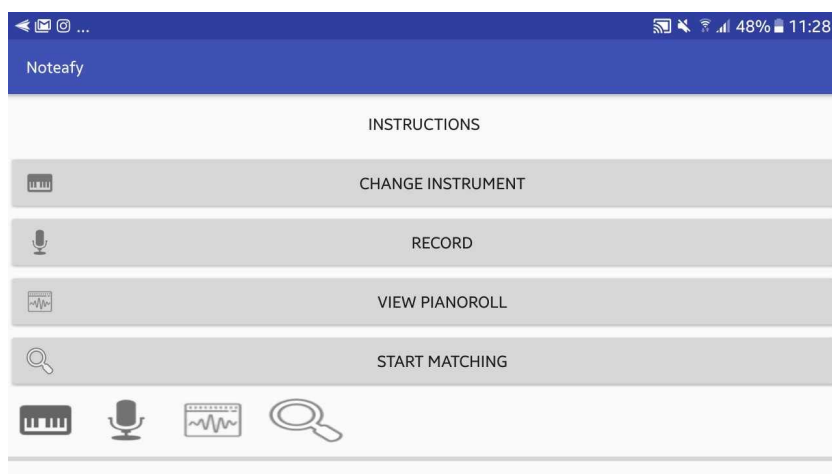 ... 48% 11:28
Noteafy
INSTRUCTIONS
CHANGE INSTRUMENT
RECORD
VIEW PIANOROLL
START MATCHING